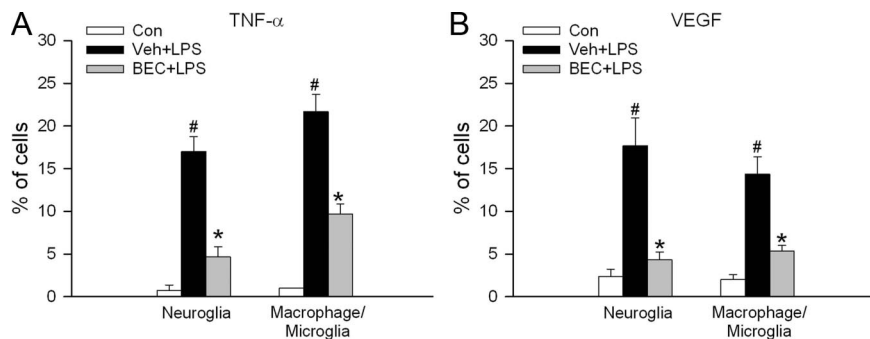 A
TNF-α
Con
Veh+LPS
BEC+LPS
30
25
20
15
10
5
0
% of cells
#
*
#
*
Neuroglia
Macrophage/
Microglia
B
VEGF
Con
Veh+LPS
BEC+LPS
30
25
20
15
10
5
0
% of cells
#
*
#
*
Neuroglia
Macrophage/
Microglia